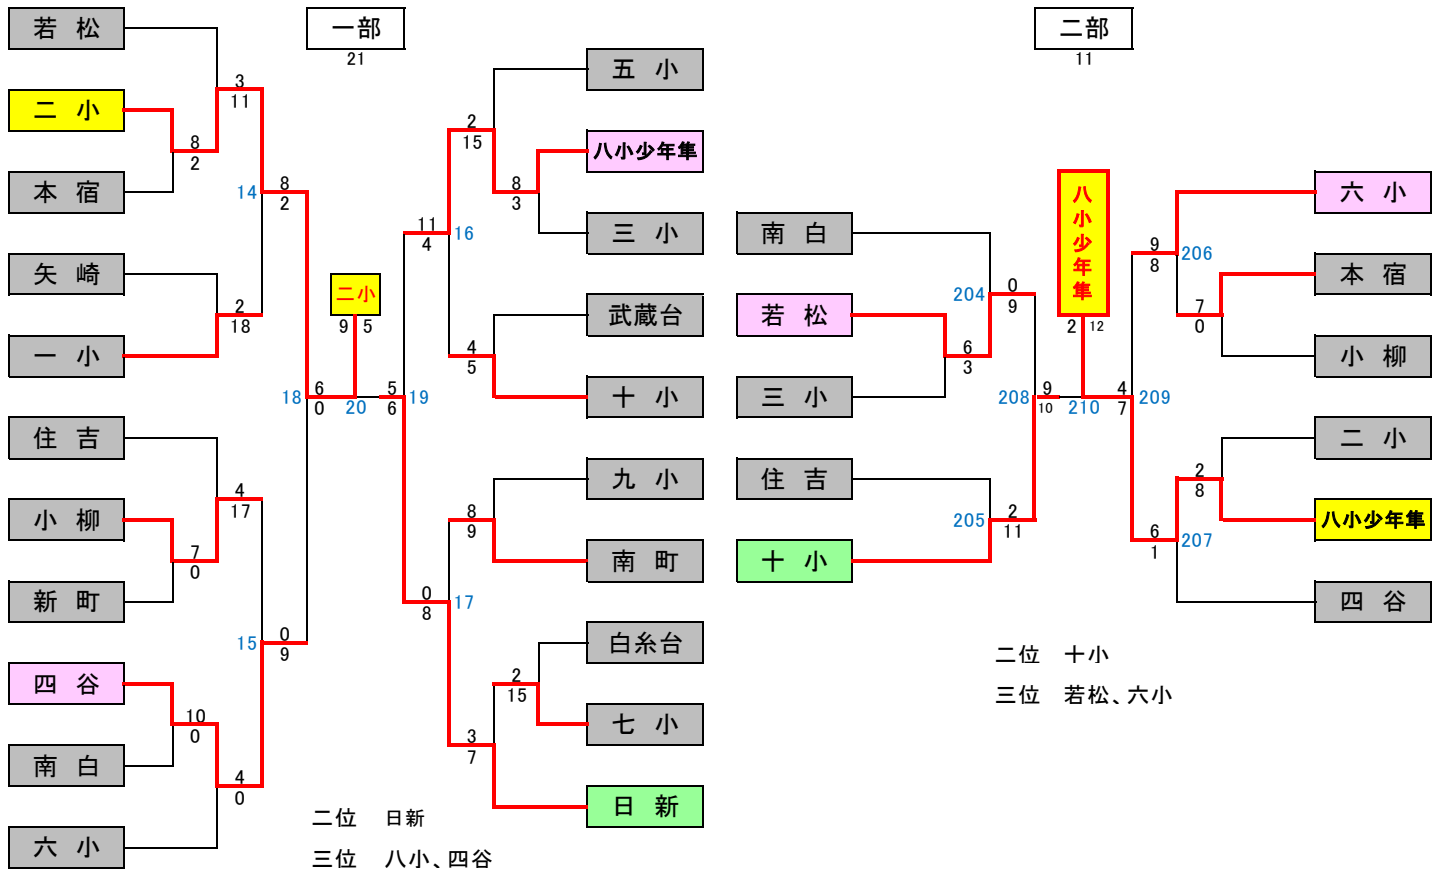 一部
21
若 松
二 小
本 宿
矢 崎
一 小
住 吉
小 柳
新 町
四 谷
南 白
六 小
3
11
8
2
14
8
2
2
18
4
17
7
0
15
0
9
10
0
4
0
18
6
0
二小
9 5
20
5
6
19
11
4
16
2
15
8
3
4
5
8
9
0
8
17
2
15
3
7
五 小
八小少年隼
三 小
武蔵台
十 小
九 小
南 町
白糸台
七 小
日 新
二位 日新
三位 八小、四谷
二部
11
南 白
若 松
三 小
住 吉
十 小
204
0
9
6
3
208
9
10
205
2
11
八小少年隼
2 12
210
4
7
209
9
8
206
7
0
2
8
6
1
207
六 小
本 宿
小 柳
二 小
八小少年隼
四 谷
二位 十小
三位 若松、六小